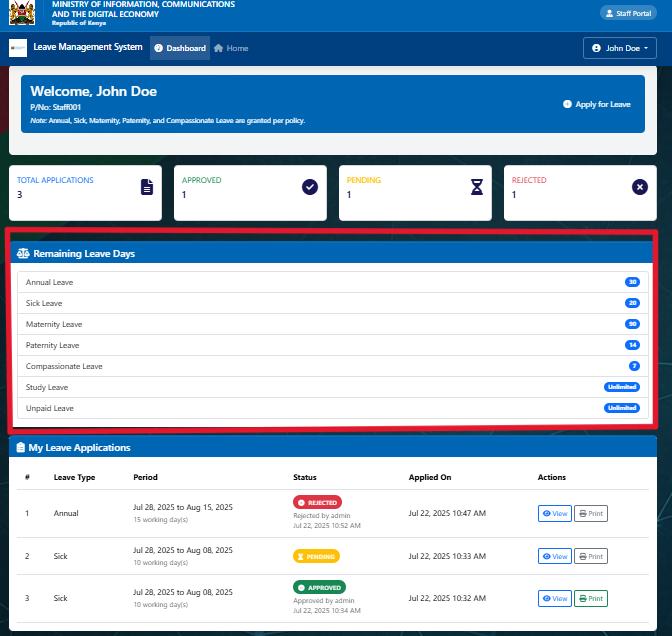 MINISTRY OF INFORMATION, COMMUNICATIONS
AND THE DIGITAL ECONOMY
Republic of Kenya
Staff Portal
Leave Management System
Dashboard
Home
John Doe
Welcome, John Doe
P/No: Staff001
Note: Annual, Sick, Maternity, Paternity, and Compassionate Leave are granted per policy.
Apply for Leave
TOTAL APPLICATIONS
3
APPROVED
1
PENDING
1
REJECTED
1
Remaining Leave Days
Annual Leave 30
Sick Leave 20
Maternity Leave 90
Paternity Leave 14
Compassionate Leave 7
Study Leave Unlimited
Unpaid Leave Unlimited
My Leave Applications
# Leave Type Period Status Applied On Actions
1 Annual Jul 28, 2025 to Aug 15, 2025 REJECTED Jul 22, 2025 10:47 AM View Print
15 working day(s) Rejected by admin
Jul 22, 2025 10:52 AM
2 Sick Jul 28, 2025 to Aug 08, 2025 PENDING Jul 22, 2025 10:33 AM View Print
10 working day(s)
3 Sick Jul 28, 2025 to Aug 08, 2025 APPROVED Jul 22, 2025 10:32 AM View Print
10 working day(s) Approved by admin
Jul 22, 2025 10:34 AM